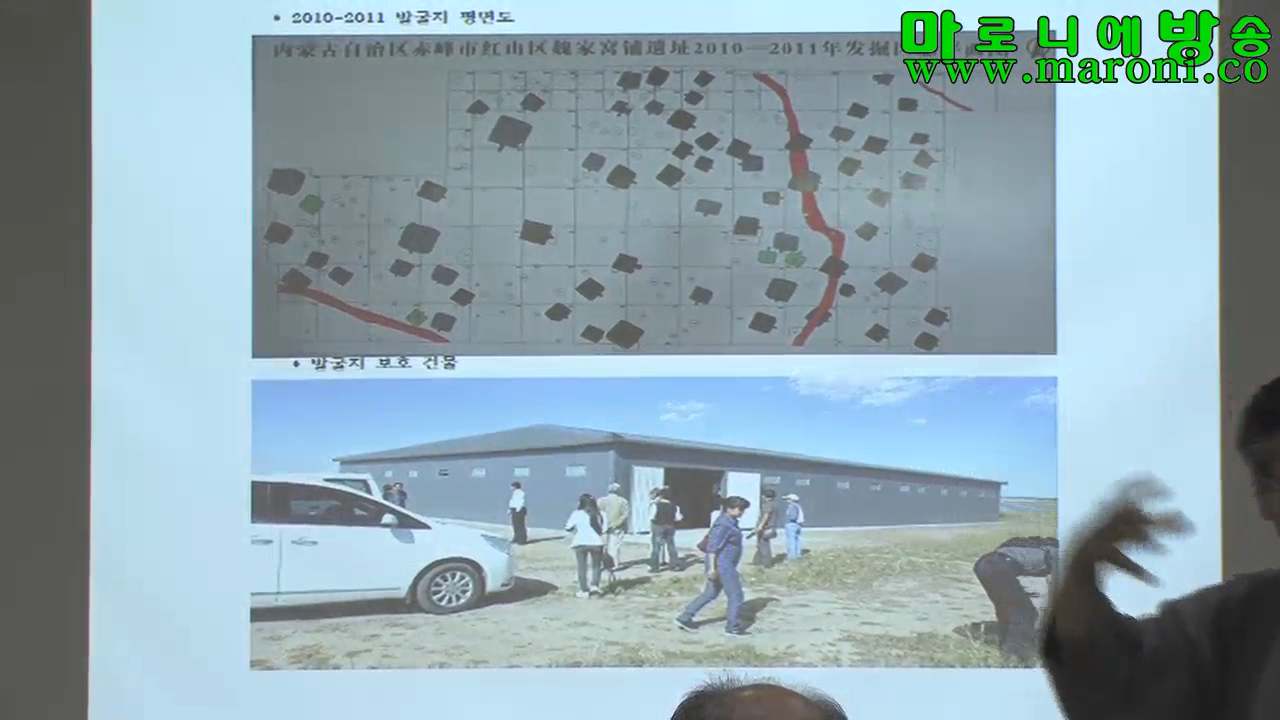 • 2010-2011 발굴지 평면도
마로니에방송
www.maroni.co
内蒙古自治区赤峰市红山区魏家窝铺遗址2010—2011年发掘
• 발굴지 보호 건물